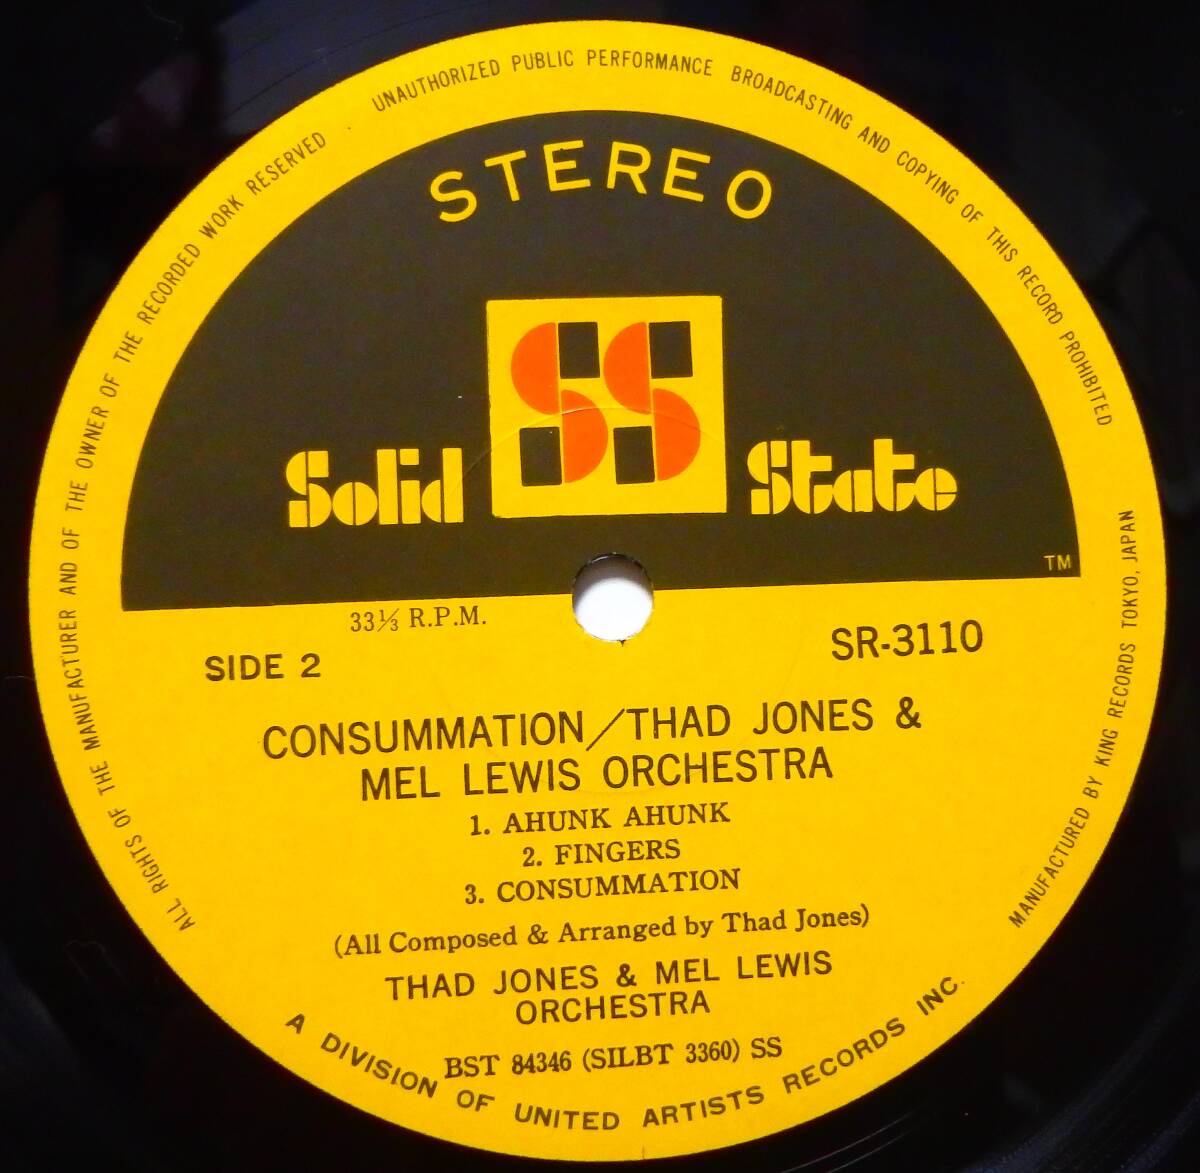 ALL RIGHTS OF THE MANUFACTURER AND OF THE OWNER OF THE RECORDED WORK RESERVED · UNAUTHORIZED PUBLIC PERFORMANCE BROADCASTING AND COPYING OF THIS RECORD PROHIBITED
STEREO
SS
Solid State
TM
33⅓ R.P.M.
SIDE 2
SR-3110
CONSUMMATION/THAD JONES &
MEL LEWIS ORCHESTRA
1. AHUNK AHUNK
2. FINGERS
3. CONSUMMATION
(All Composed & Arranged by Thad Jones)
THAD JONES & MEL LEWIS
ORCHESTRA
BST 84346 (SILBT 3360) SS
A DIVISION OF UNITED ARTISTS RECORDS INC.
MANUFACTURED BY KING RECORDS TOKYO, JAPAN